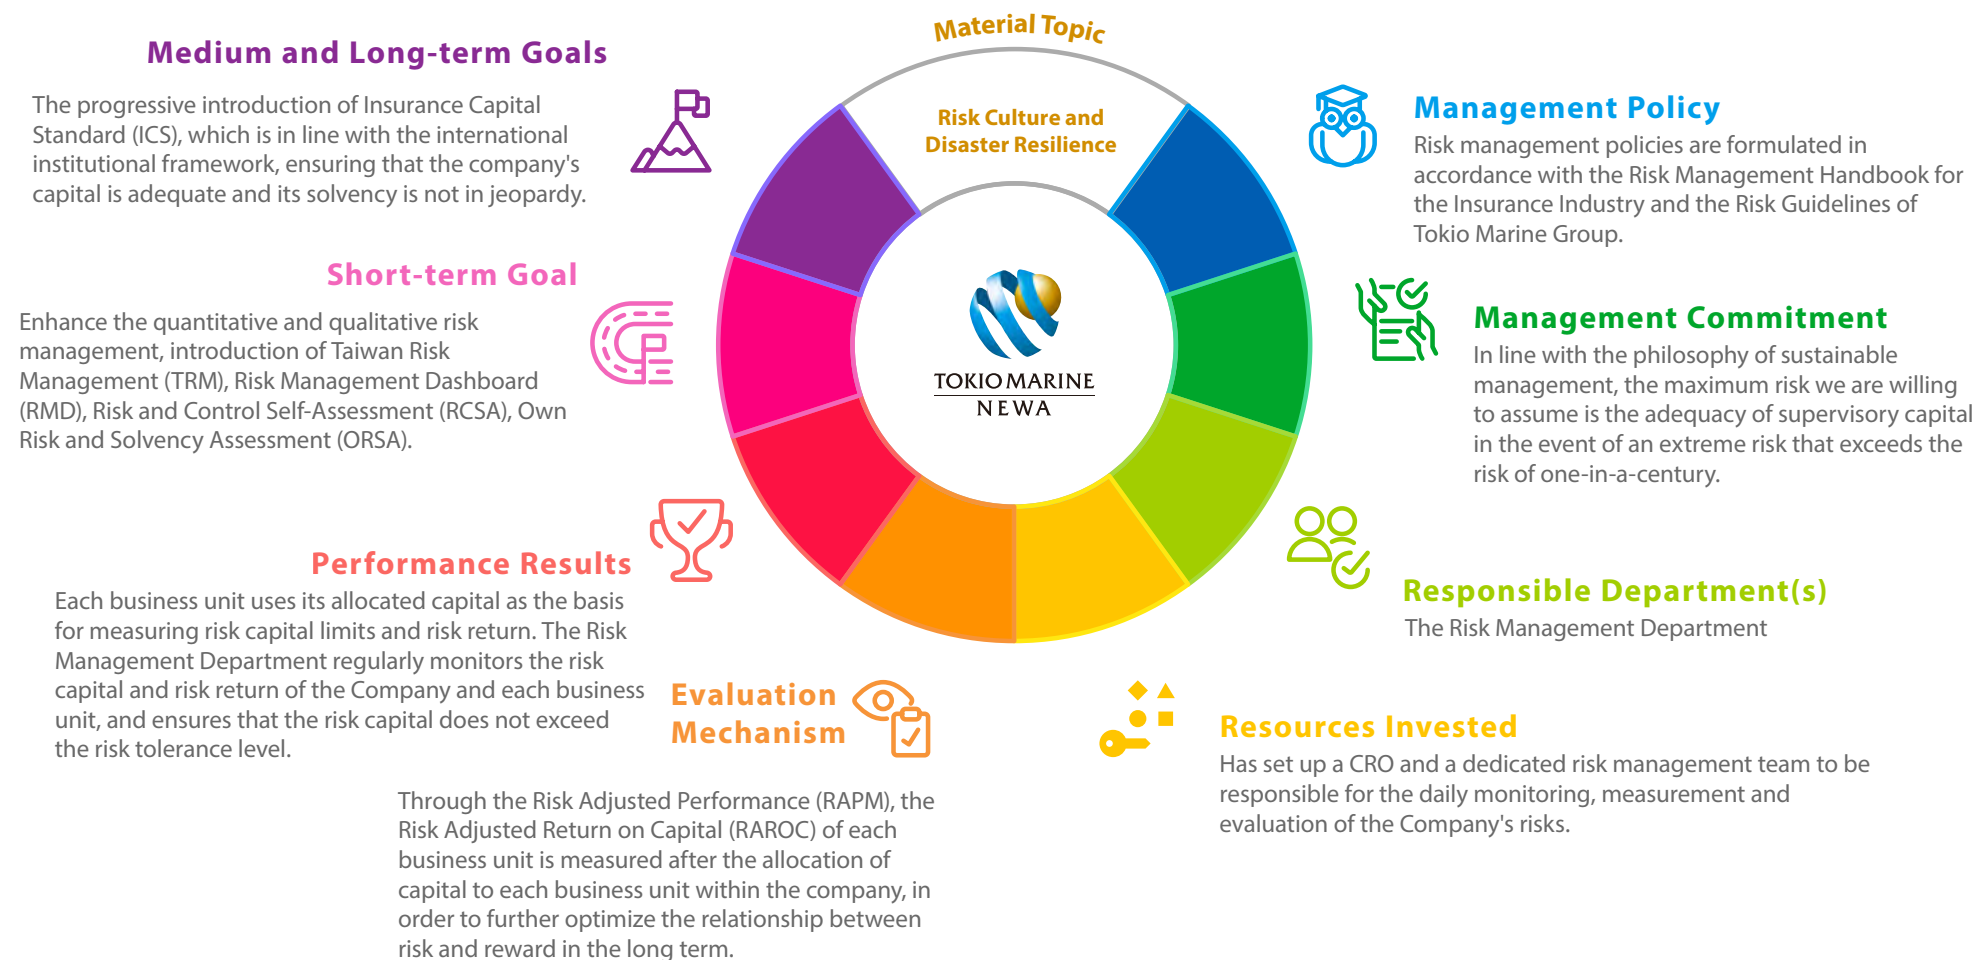 Material Topic
Risk Culture and
Disaster Resilience
TOKIO MARINE
NEWA
Medium and Long-term Goals
The progressive introduction of Insurance Capital
Standard (ICS), which is in line with the international
institutional framework, ensuring that the company's
capital is adequate and its solvency is not in jeopardy.
Short-term Goal
Enhance the quantitative and qualitative risk
management, introduction of Taiwan Risk
Management (TRM), Risk Management Dashboard
(RMD), Risk and Control Self-Assessment (RCSA), Own
Risk and Solvency Assessment (ORSA).
Performance Results
Each business unit uses its allocated capital as the basis
for measuring risk capital limits and risk return. The Risk
Management Department regularly monitors the risk
capital and risk return of the Company and each business
unit, and ensures that the risk capital does not exceed
the risk tolerance level.
Evaluation
Mechanism
Through the Risk Adjusted Performance (RAPM), the
Risk Adjusted Return on Capital (RAROC) of each
business unit is measured after the allocation of
capital to each business unit within the company, in
order to further optimize the relationship between
risk and reward in the long term.
Management Policy
Risk management policies are formulated in
accordance with the Risk Management Handbook for
the Insurance Industry and the Risk Guidelines of
Tokio Marine Group.
Management Commitment
In line with the philosophy of sustainable
management, the maximum risk we are willing
to assume is the adequacy of supervisory capital
in the event of an extreme risk that exceeds the
risk of one-in-a-century.
Responsible Department(s)
The Risk Management Department
Resources Invested
Has set up a CRO and a dedicated risk management team to be
responsible for the daily monitoring, measurement and
evaluation of the Company's risks.